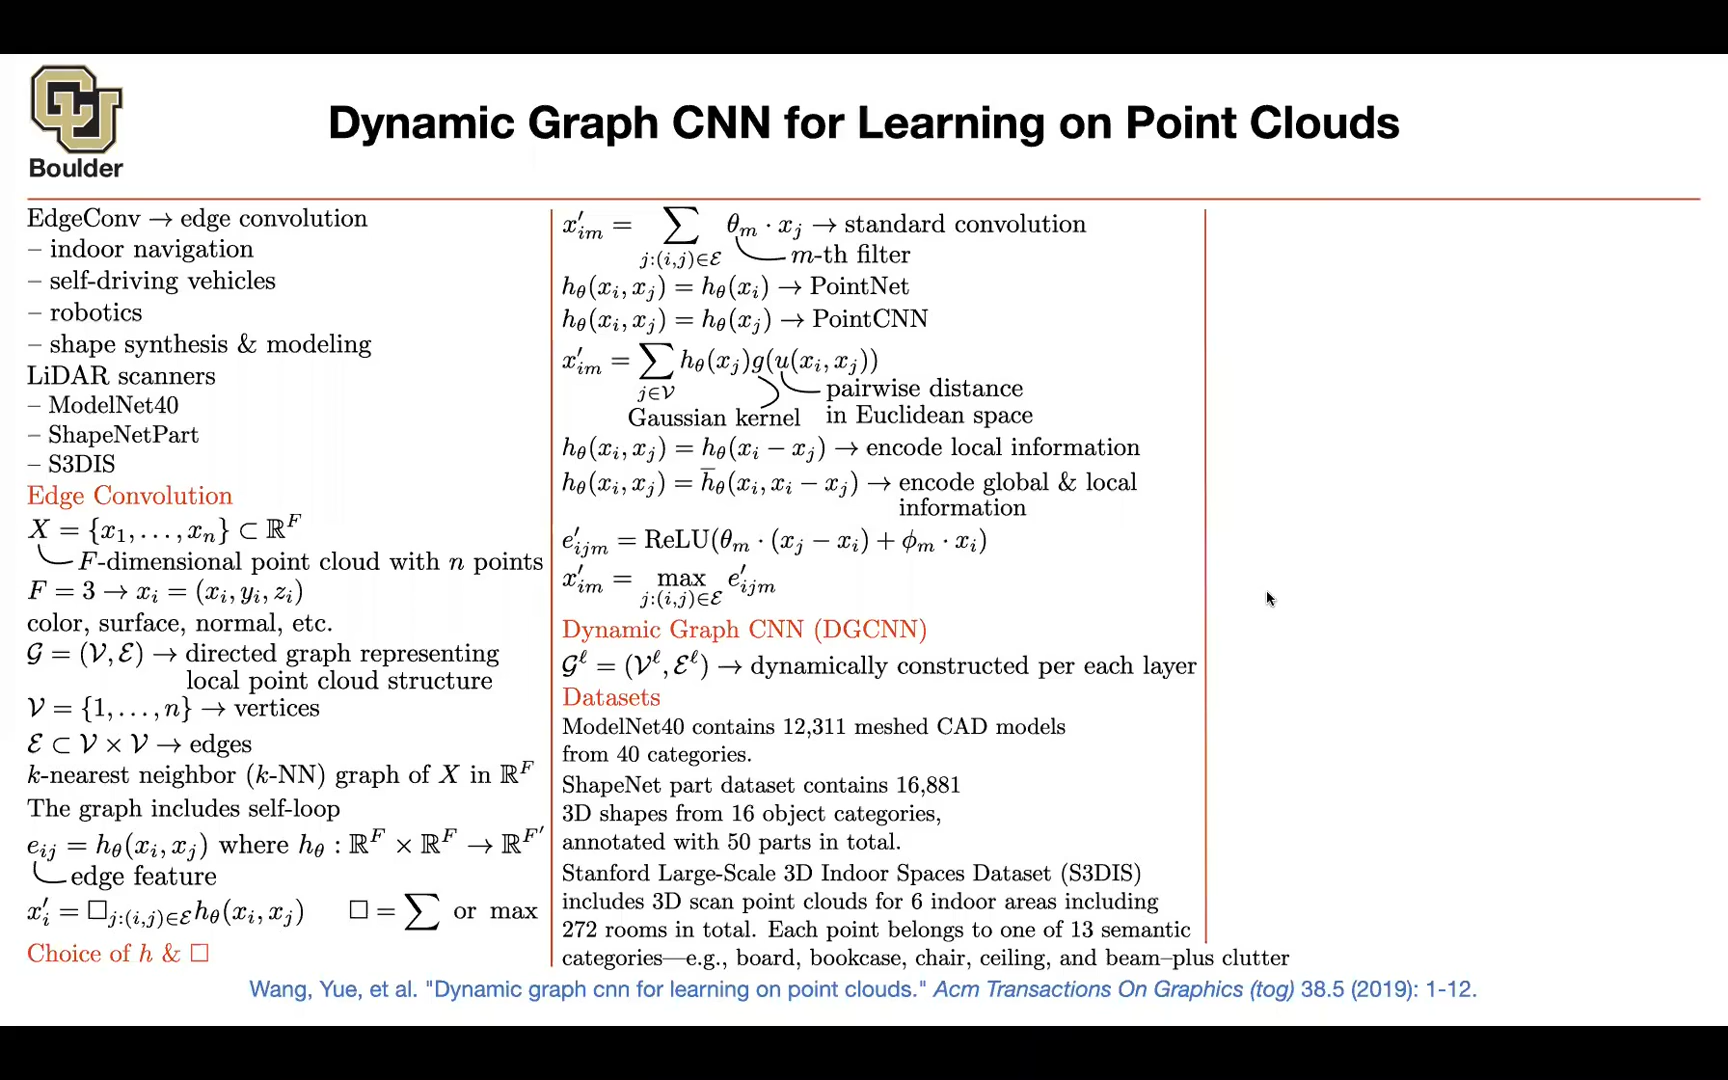 CU
Boulder
Dynamic Graph CNN for Learning on Point Clouds
EdgeConv → edge convolution
– indoor navigation
– self-driving vehicles
– robotics
– shape synthesis & modeling
LiDAR scanners
– ModelNet40
– ShapeNetPart
– S3DIS
Edge Convolution
X = {x₁, . . . , xₙ} ⊂ ℝ^F
F-dimensional point cloud with n points
F = 3 → x_i = (x_i, y_i, z_i)
color, surface, normal, etc.
𝒢 = (𝒱, ℰ) → directed graph representing
local point cloud structure
𝒱 = {1, . . . , n} → vertices
ℰ ⊂ 𝒱 × 𝒱 → edges
k-nearest neighbor (k-NN) graph of X in ℝ^F
The graph includes self-loop
e_{ij} = h_θ(x_i, x_j) where h_θ : ℝ^F × ℝ^F → ℝ^{F′}
edge feature
x′_i = □_{j:(i,j)∈ℰ} h_θ(x_i, x_j) □ = ∑ or max
Choice of h & □
x′_{im} = ∑_{j:(i,j)∈ℰ} θ_m · x_j → standard convolution
m-th filter
h_θ(x_i, x_j) = h_θ(x_i) → PointNet
h_θ(x_i, x_j) = h_θ(x_j) → PointCNN
x′_{im} = ∑_{j∈𝒱} h_θ(x_j)g(u(x_i, x_j))
pairwise distance
Gaussian kernel in Euclidean space
h_θ(x_i, x_j) = h_θ(x_i − x_j) → encode local information
h_θ(x_i, x_j) = h̅_θ(x_i, x_i − x_j) → encode global & local
information
e′_{ijm} = ReLU(θ_m · (x_j − x_i) + ϕ_m · x_i)
x′_{im} = max_{j:(i,j)∈ℰ} e′_{ijm}
Dynamic Graph CNN (DGCNN)
𝒢^ℓ = (𝒱^ℓ, ℰ^ℓ) → dynamically constructed per each layer
Datasets
ModelNet40 contains 12,311 meshed CAD models
from 40 categories.
ShapeNet part dataset contains 16,881
3D shapes from 16 object categories,
annotated with 50 parts in total.
Stanford Large-Scale 3D Indoor Spaces Dataset (S3DIS)
includes 3D scan point clouds for 6 indoor areas including
272 rooms in total. Each point belongs to one of 13 semantic
categories—e.g., board, bookcase, chair, ceiling, and beam–plus clutter
Wang, Yue, et al. "Dynamic graph cnn for learning on point clouds." Acm Transactions On Graphics (tog) 38.5 (2019): 1-12.